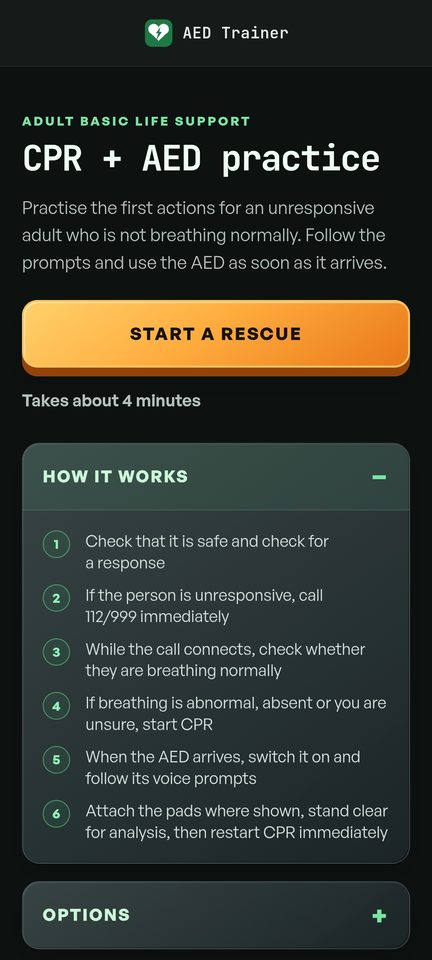 AED Trainer
ADULT BASIC LIFE SUPPORT
CPR + AED practice
Practise the first actions for an unresponsive
adult who is not breathing normally. Follow the
prompts and use the AED as soon as it arrives.
START A RESCUE
Takes about 4 minutes
HOW IT WORKS −
1 Check that it is safe and check for
a response
2 If the person is unresponsive, call
112/999 immediately
3 While the call connects, check whether
they are breathing normally
4 If breathing is abnormal, absent or you are
unsure, start CPR
5 When the AED arrives, switch it on and
follow its voice prompts
6 Attach the pads where shown, stand clear
for analysis, then restart CPR immediately
OPTIONS +